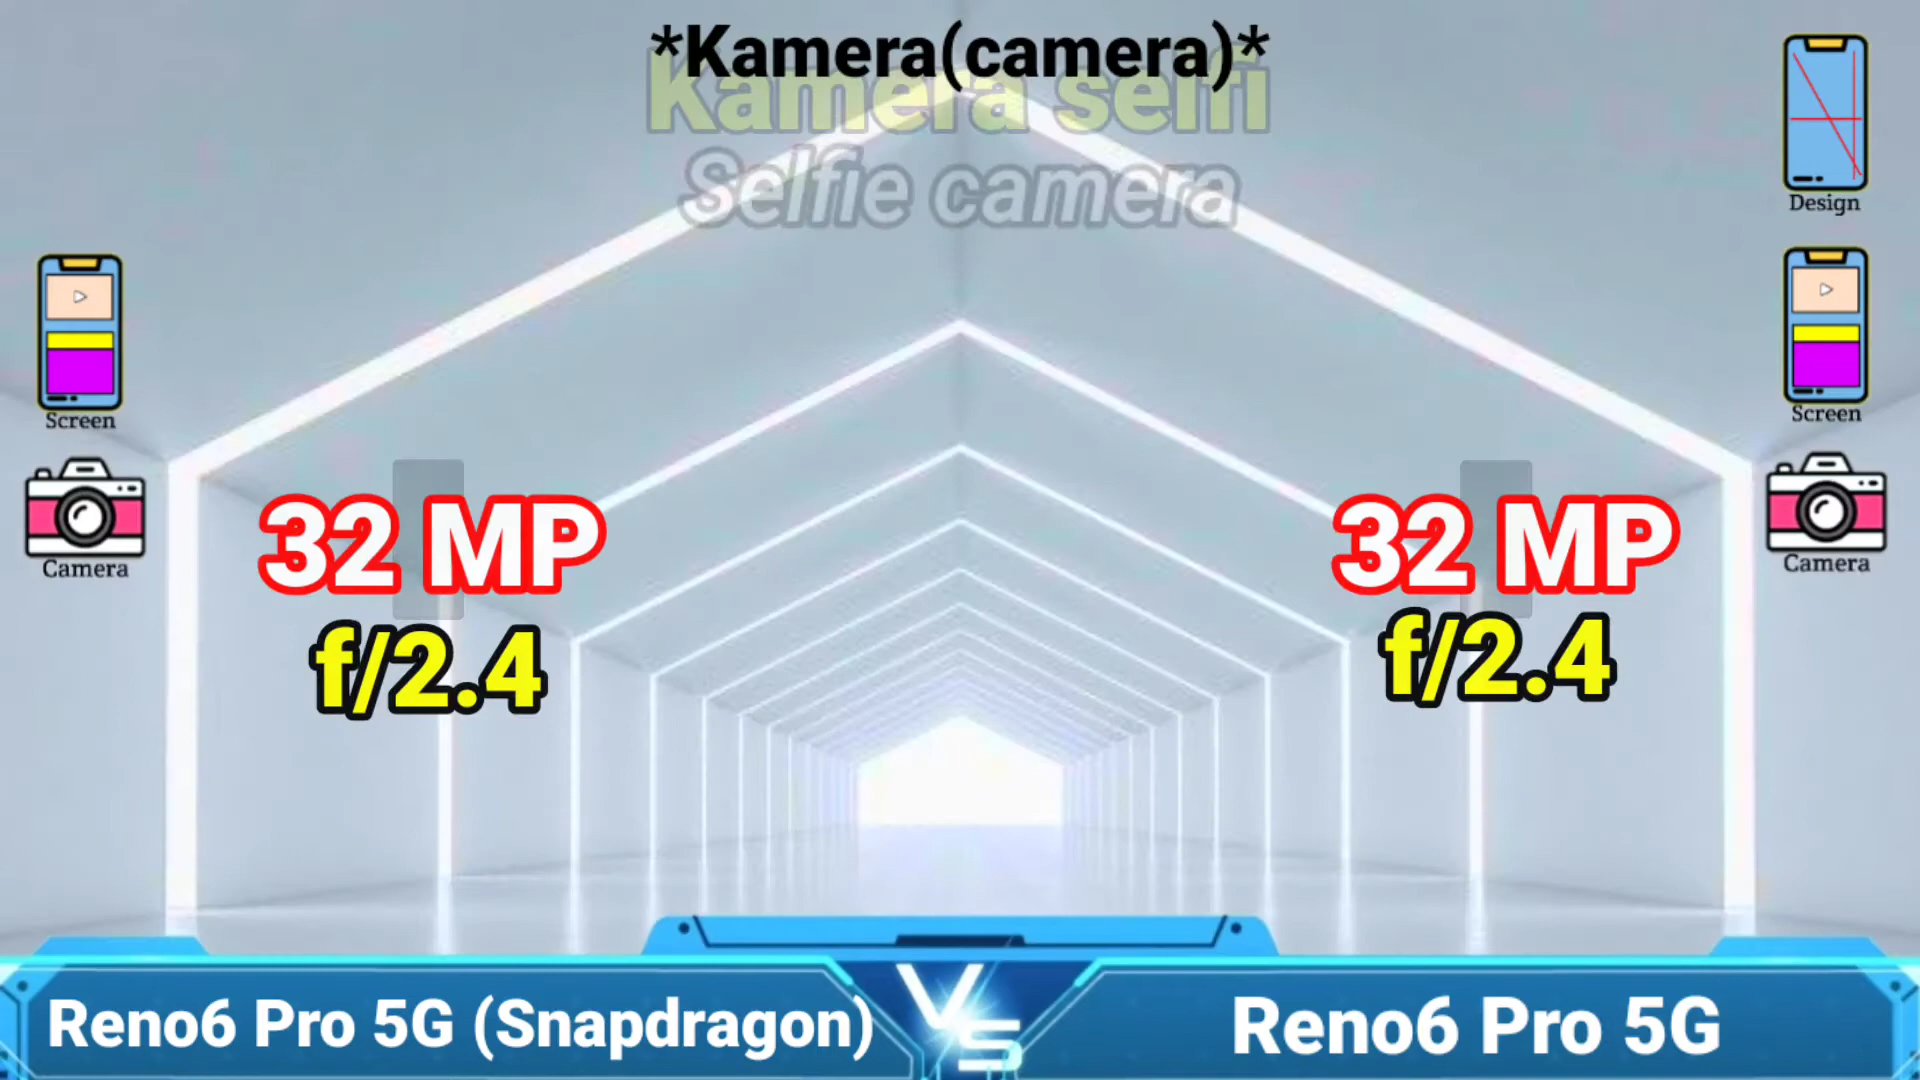 *Kamera(camera)*
Kamera selfi
Selfie camera
Design
Screen
Screen
Camera
Camera
32 MP
f/2.4
32 MP
f/2.4
Reno6 Pro 5G (Snapdragon)
VS
Reno6 Pro 5G